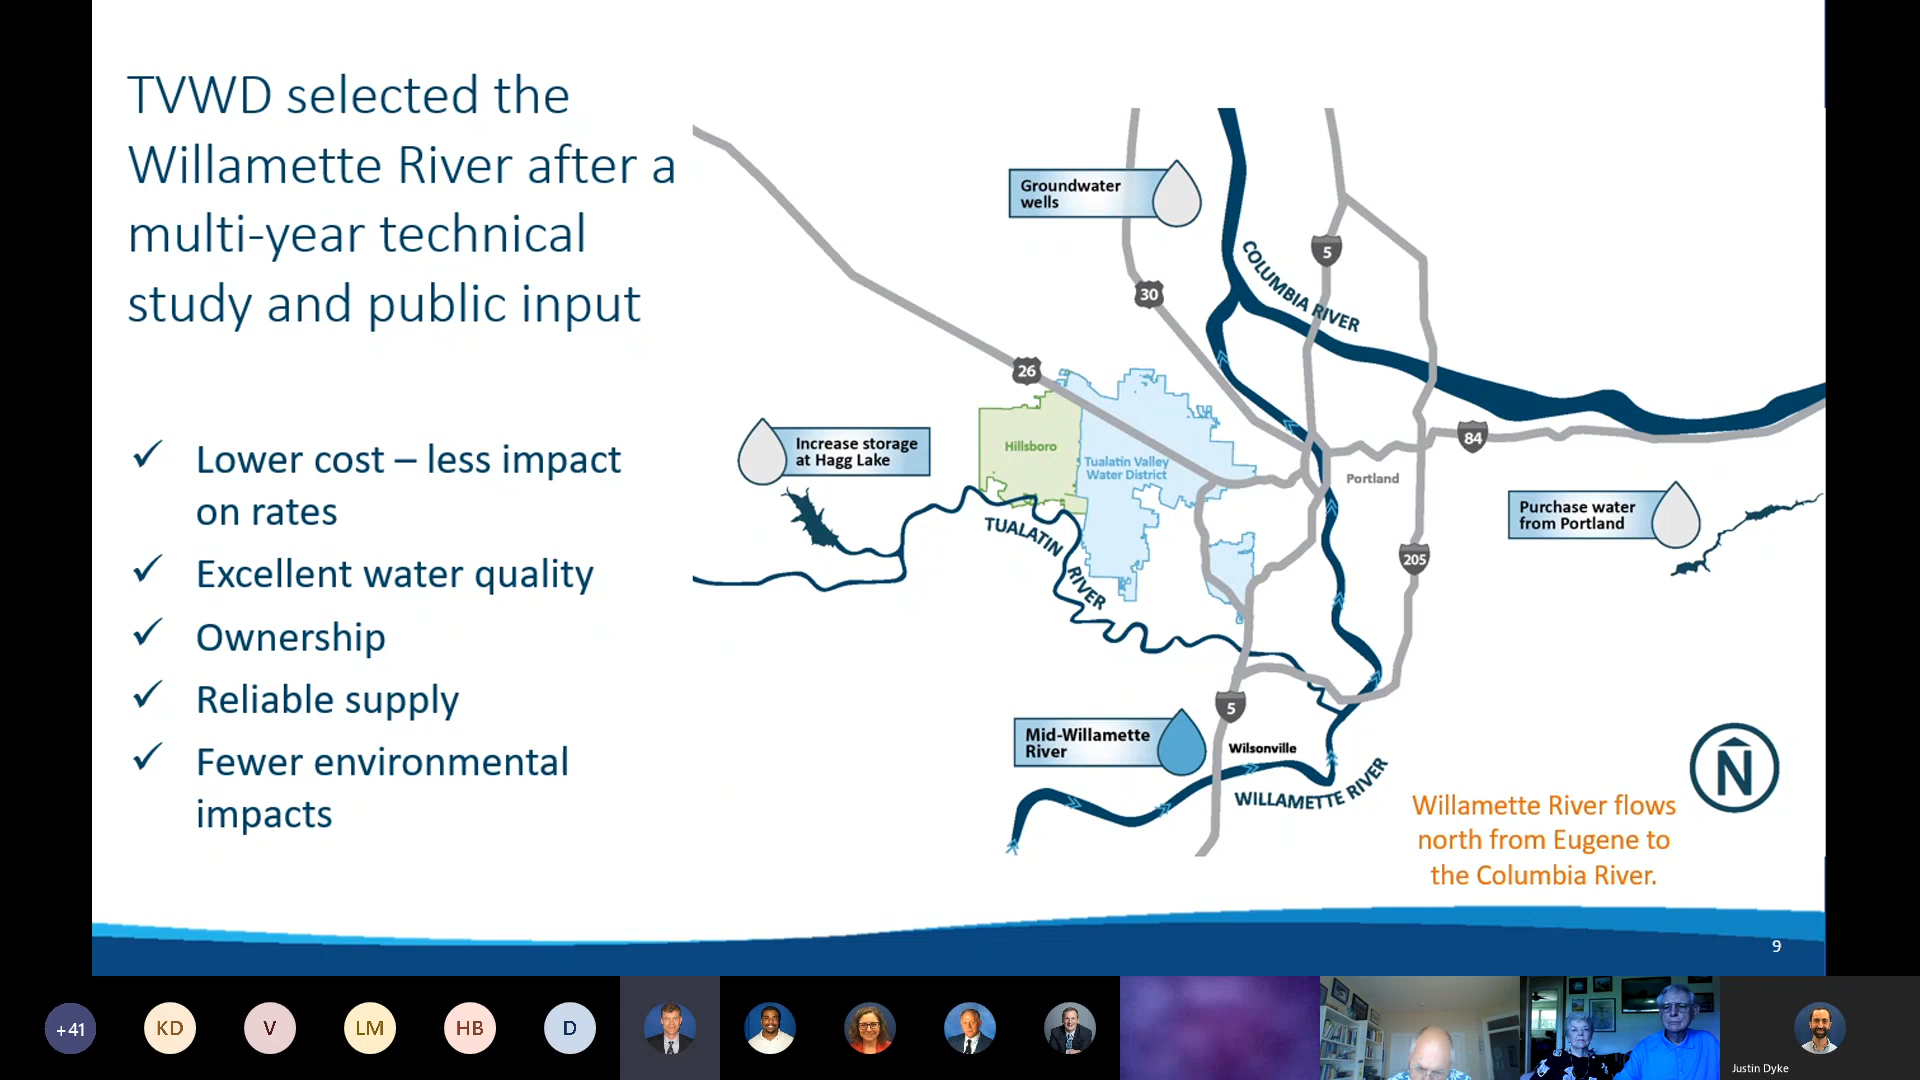 TVWD selected the
Willamette River after a
multi-year technical
study and public input
✓ Lower cost – less impact
on rates
✓ Excellent water quality
✓ Ownership
✓ Reliable supply
✓ Fewer environmental
impacts
Groundwater
wells
5
COLUMBIA RIVER
30
26
Increase storage
at Hagg Lake
Hillsboro
Tualatin Valley
Water District
84
Portland
Purchase water
from Portland
TUALATIN
RIVER
205
5
Mid-Willamette
River
Wilsonville
WILLAMETTE RIVER
N
Willamette River flows
north from Eugene to
the Columbia River.
9
+41
KD
V
LM
HB
D
Justin Dyke